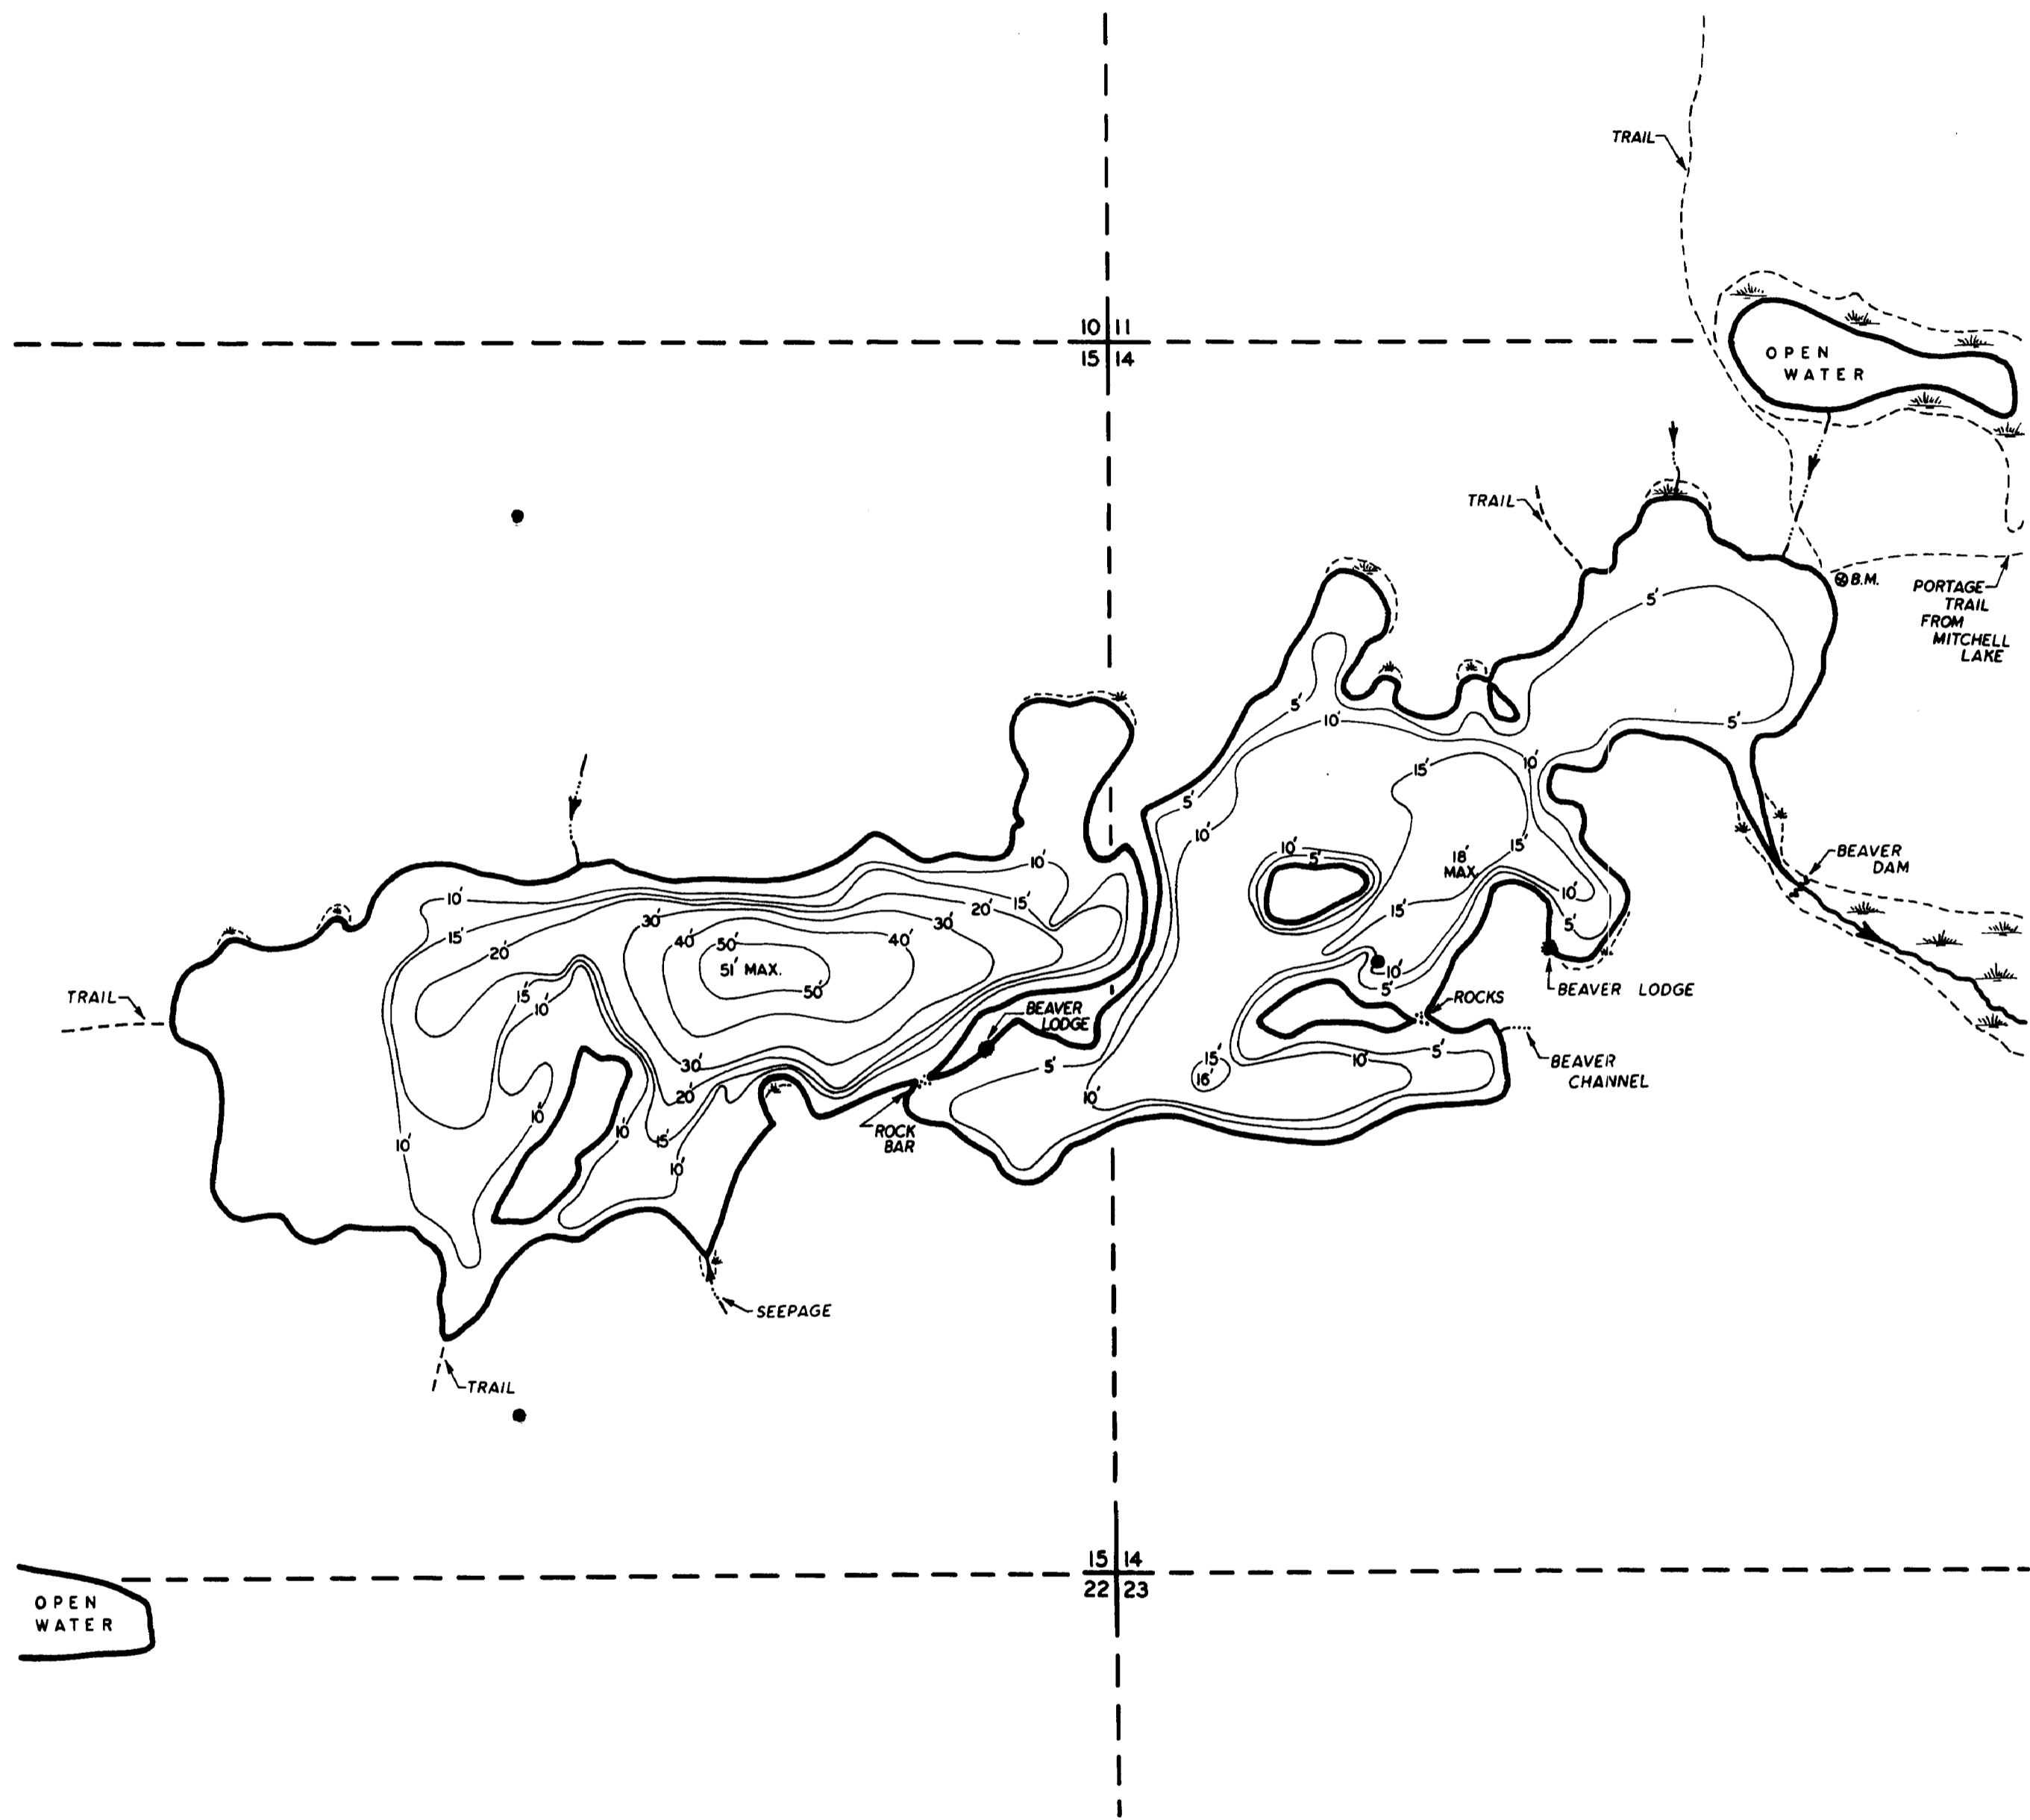 TRAIL
10 11
15 14
OPEN
WATER
TRAIL
B.M.
PORTAGE
TRAIL
FROM
MITCHELL
LAKE
5'
5'
5'
10'
10'
15'
5'
10'
15'
18'
MAX.
10'
5'
10'
5'
15'
10'
5'
BEAVER
DAM
BEAVER LODGE
ROCKS
BEAVER
CHANNEL
5'
10'
15'
16'
5'
10'
10'
10'
15'
20'
15'
20'
30'
30'
40'
40'
50'
51' MAX.
50'
15'
10'
TRAIL
BEAVER
LODGE
30'
20'
10'
10'
15'
10'
10'
ROCK
BAR
SEEPAGE
TRAIL
15 14
22 23
OPEN
WATER